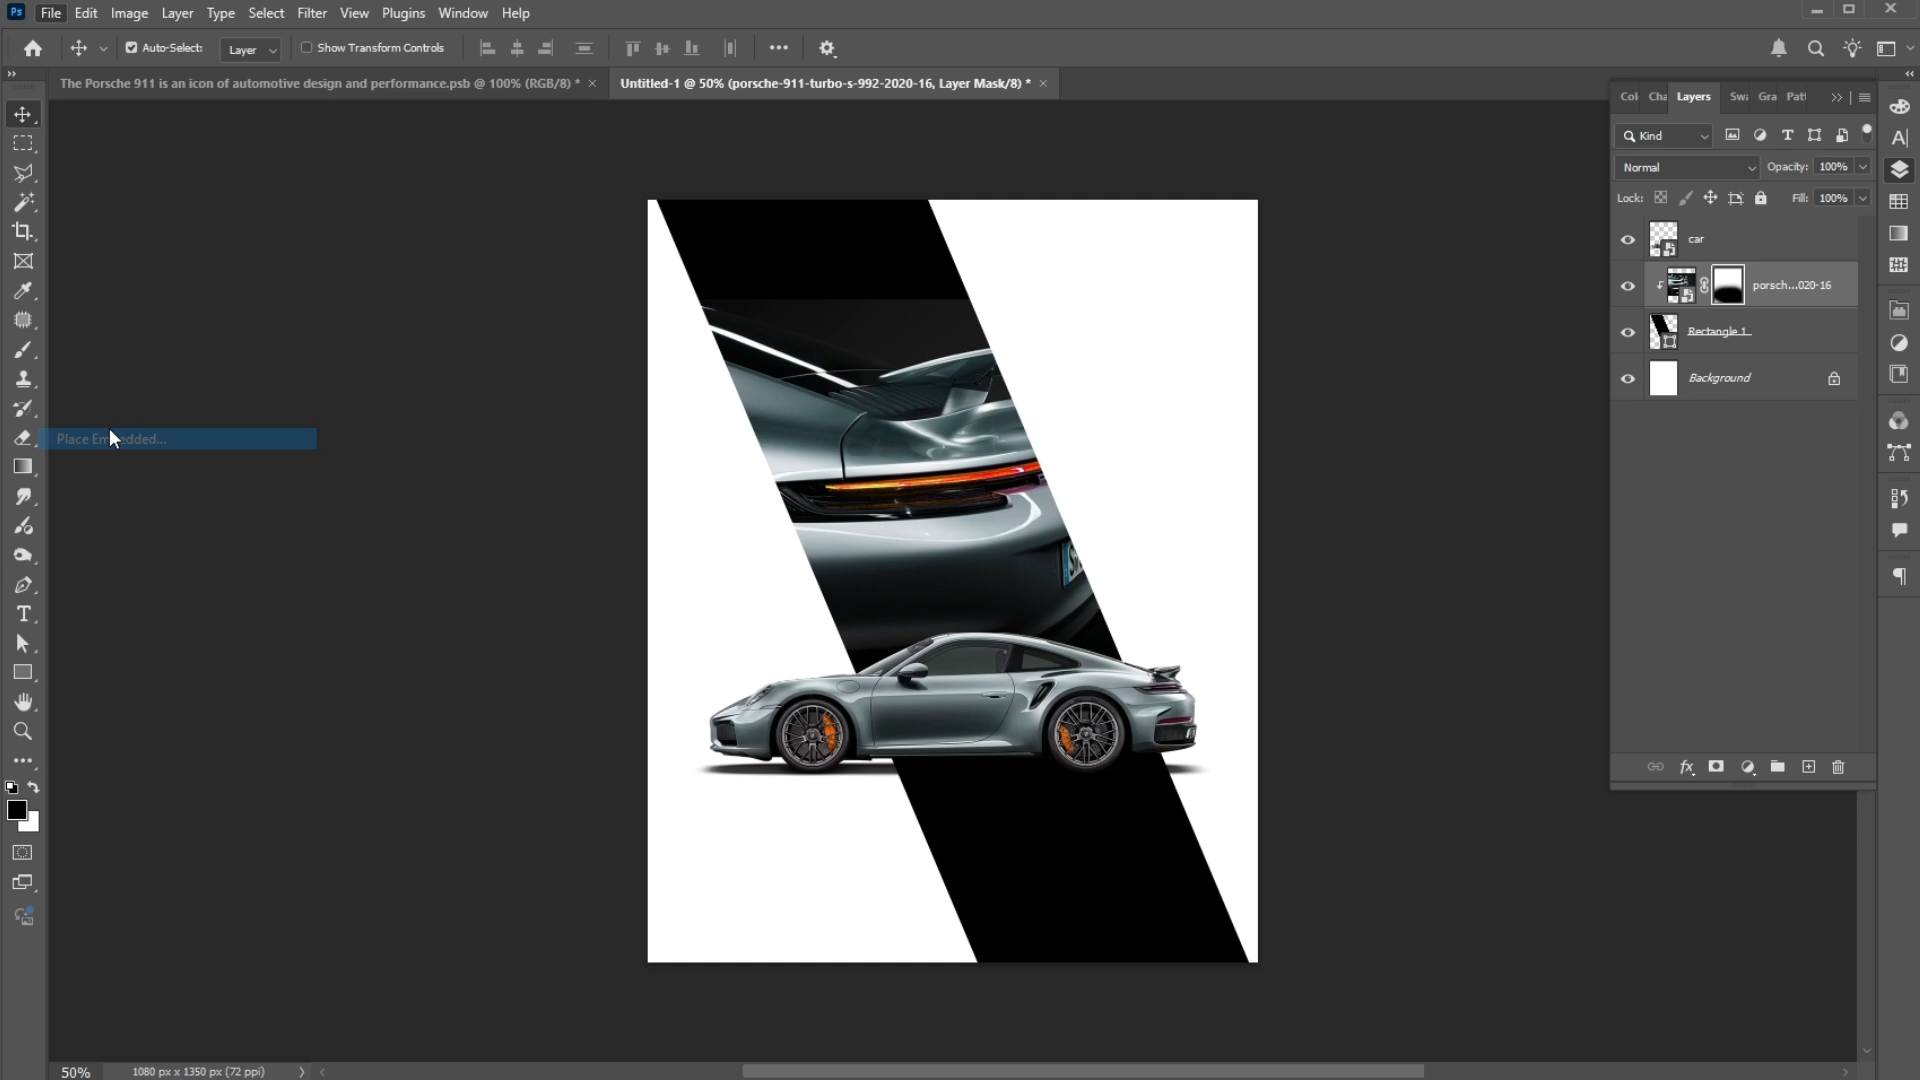 Ps File Edit Image Layer Type Select Filter View Plugins Window Help
Auto-Select: Layer Show Transform Controls
The Porsche 911 is an icon of automotive design and performance.psb @ 100% (RGB/8) * × Untitled-1 @ 50% (porsche-911-turbo-s-992-2020-16, Layer Mask/8) * ×
Col Cha Layers Swa Gra Patt
Kind
Normal Opacity: 100%
Lock: Fill: 100%
car
porsch...020-16
Rectangle 1
Background
Place Embedded...
50% 1080 px x 1350 px (72 ppi)